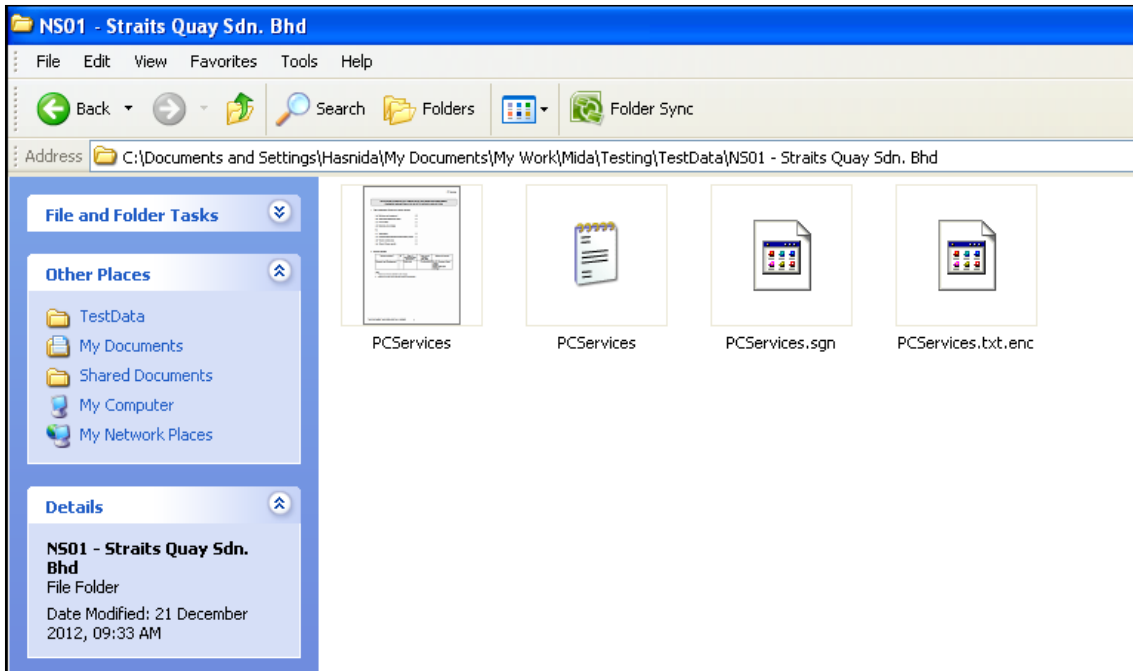 NS01 - Straits Quay Sdn. Bhd
File Edit View Favorites Tools Help
Back Search Folders Folder Sync
Address C:\Documents and Settings\Hasnida\My Documents\My Work\Mida\Testing\TestData\NS01 - Straits Quay Sdn. Bhd
File and Folder Tasks
Other Places
TestData
My Documents
Shared Documents
My Computer
My Network Places
Details
NS01 - Straits Quay Sdn.
Bhd
File Folder
Date Modified: 21 December
2012, 09:33 AM
PCServices PCServices PCServices.sgn PCServices.txt.enc